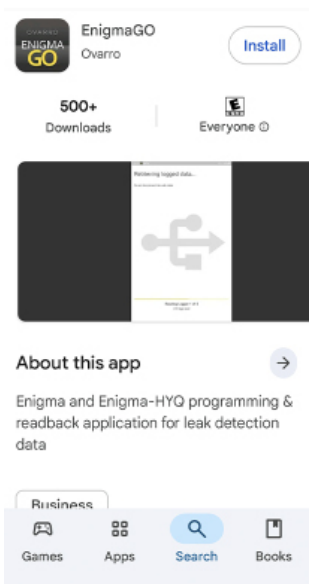 OVARRO
ENIGMA
GO
EnigmaGO
Ovarro
Install
500+
Downloads
E
Everyone
Retrieving logged data...
About this app
Enigma and Enigma-HYQ programming &
readback application for leak detection
data
Business
Games
Apps
Search
Books